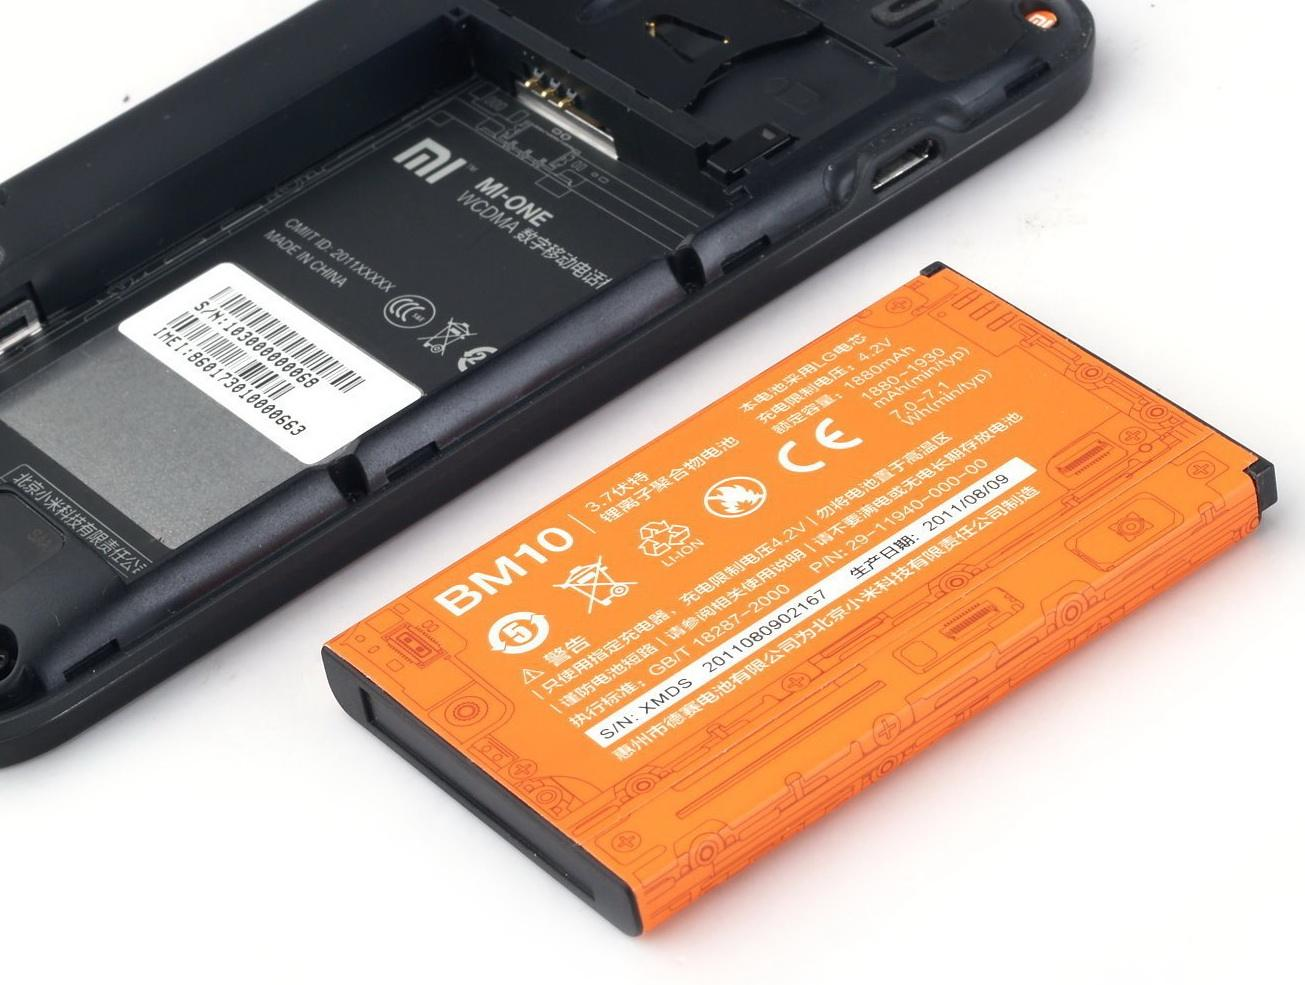 MI™
MI-ONE
WCDMA 数字移动电话机
CMIIT ID: 2011XXXXX
MADE IN CHINA
S/N:10300000068
IMEI:860173010000663
北京小米科技有限责任公
BM10
3.7伏特
锂离子聚合物电池
本电池采用LG电芯
充电限制电压: 4.2V
额定容量: 1880mAh
1880~1930
mAh(min/typ)
7.0~7.1
Wh(min/typ)
5
LI-ION
CE
警告
只使用指定充电器，充电限制电压4.2V | 勿将电池置于高温区
谨防电池短路 | 请参阅相关使用说明 | 请不要满电或无电长期存放电池
执行标准: GB/T 18287-2000 P/N: 29-11940-000-00
S/N: XMDS 2011080902167 生产日期: 2011/08/09
惠州市德赛电池有限公司为北京小米科技有限责任公司制造